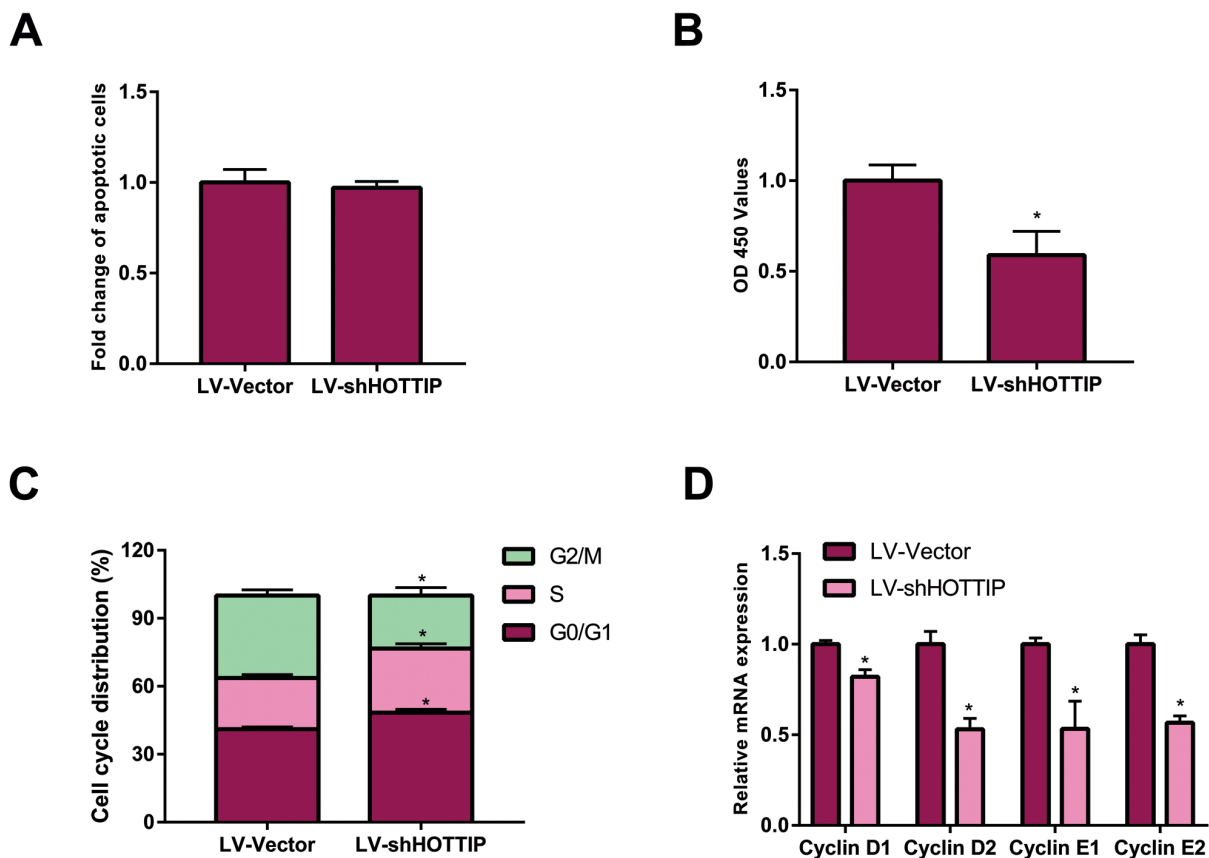 A
Fold change of apoptotic cells
1.5
1.0
0.5
0.0
LV-Vector LV-shHOTTIP
B
OD 450 Values
1.5
1.0
0.5
0.0
*
LV-Vector LV-shHOTTIP
C
Cell cycle distribution (%)
120
90
60
30
0
*
*
*
G2/M
S
G0/G1
LV-Vector LV-shHOTTIP
D
Relative mRNA expression
1.5
1.0
0.5
0.0
LV-Vector
LV-shHOTTIP
* * * *
Cyclin D1 Cyclin D2 Cyclin E1 Cyclin E2